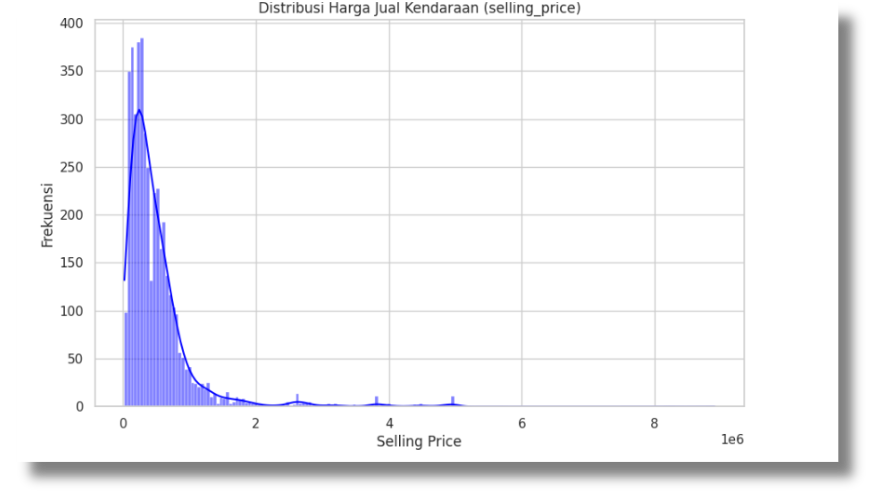 Distribusi Harga Jual Kendaraan (selling_price)
400
350
300
250
200
150
100
50
0
Frekuensi
0 2 4 6 8
1e6
Selling Price